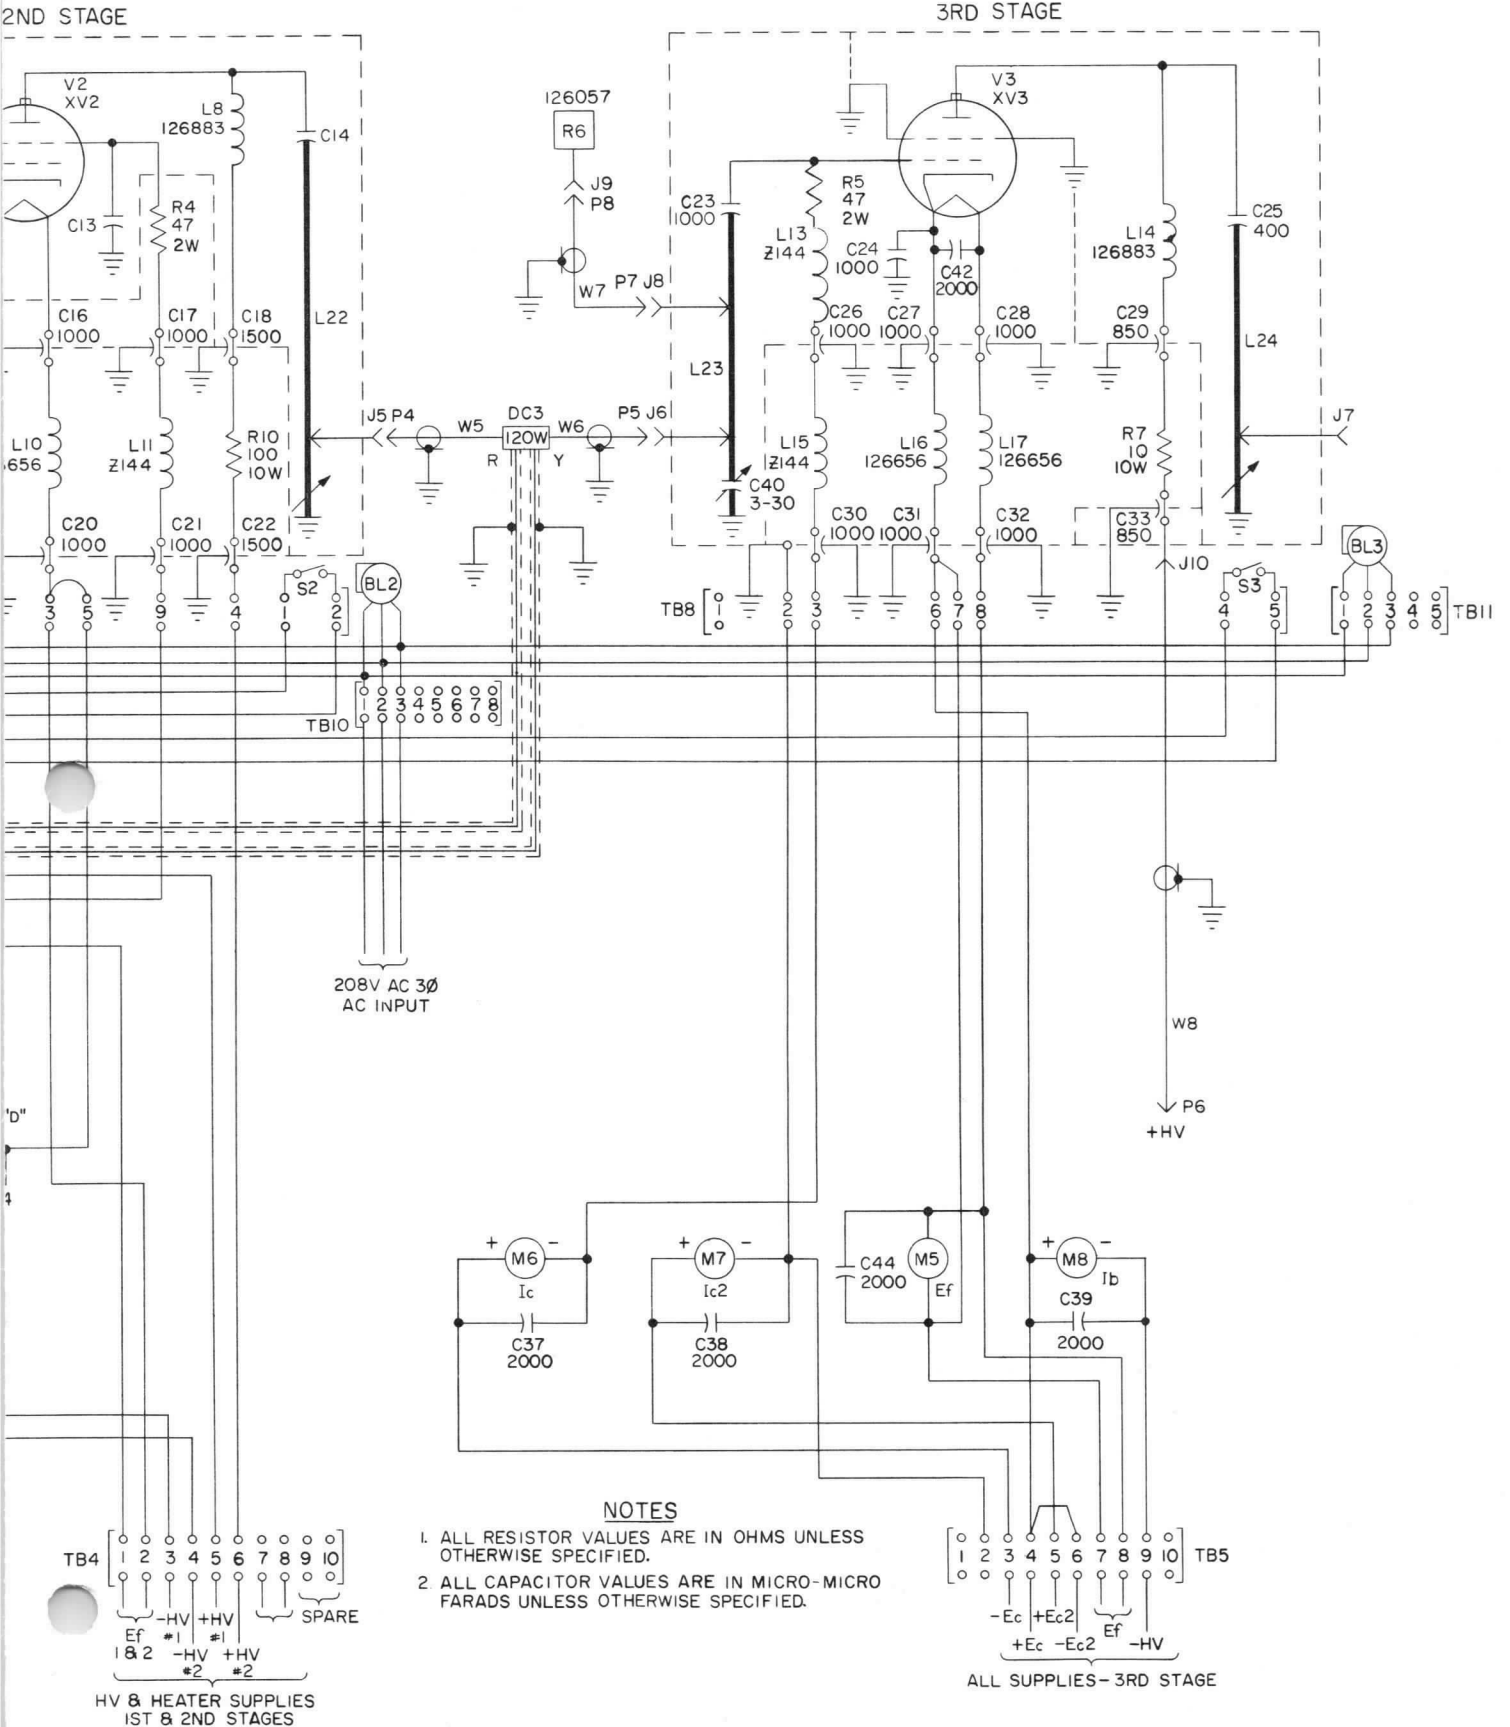 2ND STAGE
3RD STAGE
V2
XV2
L8
126883
C14
C13
R4
47
2W
L22
C16
1000
C17
1000
C18
1500
L10
6656
L11
Z144
R10
100
10W
C20
1000
C21
1000
C22
1500
3
5
9
4
1
S2
2
BL2
126057
R6
J9
P8
W7
P7 J8
J5 P4
W5
DC3
120W
R
Y
W6
P5 J6
V3
XV3
C23
1000
R5
47
2W
L13
Z144
C24
1000
C42
2000
L14
126883
C25
400
C26
1000
C27
1000
C28
1000
C29
850
L24
L23
J7
L15
Z144
L16
126656
L17
126656
R7
10
10W
C40
3-30
C30
1000
C31
1000
C32
1000
C33
850
J10
BL3
TB8
1
2
3
6
7
8
4
S3
5
1 2 3 4 5
TB11
TB10
1 2 3 4 5 6 7 8
208V AC 3Ø
AC INPUT
W8
P6
+HV
"D"
+ M6 -
Ic
C37
2000
+ M7 -
Ic2
C38
2000
C44
2000
M5
Ef
+ M8 -
Ib
C39
2000
NOTES
1. ALL RESISTOR VALUES ARE IN OHMS UNLESS
OTHERWISE SPECIFIED.
2. ALL CAPACITOR VALUES ARE IN MICRO-MICRO
FARADS UNLESS OTHERWISE SPECIFIED.
TB4
1 2 3 4 5 6 7 8 9 10
Ef
1 & 2
-HV
#1
-HV
#2
+HV
#1
+HV
#2
SPARE
HV & HEATER SUPPLIES
1ST & 2ND STAGES
1 2 3 4 5 6 7 8 9 10
TB5
-Ec
+Ec2
+Ec
-Ec2
Ef
-HV
ALL SUPPLIES-3RD STAGE